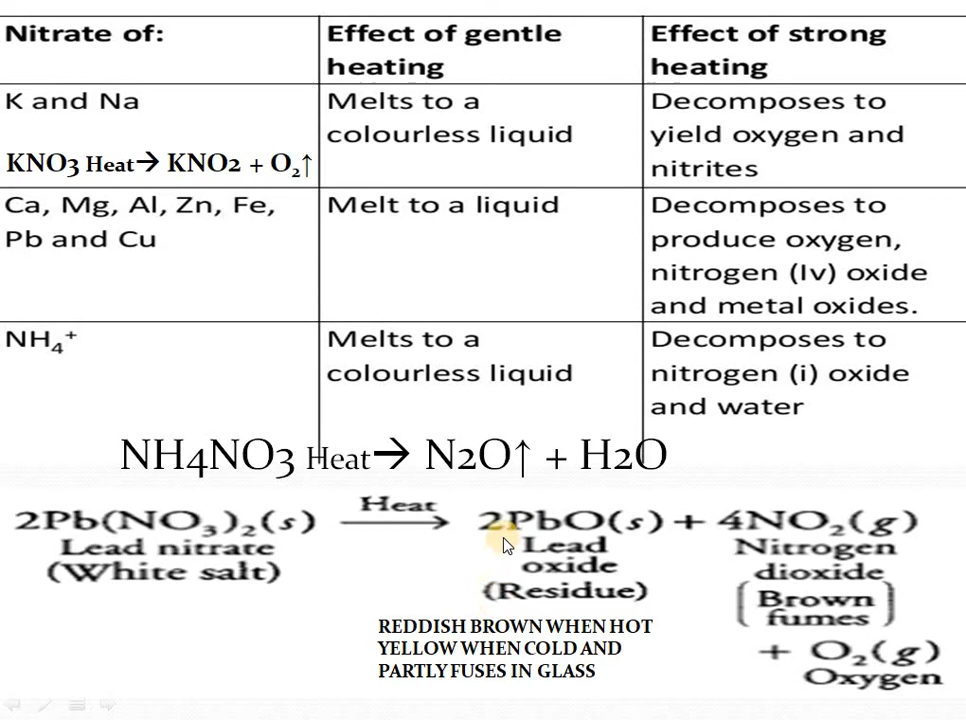 Nitrate of:
Effect of gentle
heating
Effect of strong
heating
K and Na
KNO3 Heat→ KNO2 + O₂↑
Melts to a
colourless liquid
Decomposes to
yield oxygen and
nitrites
Ca, Mg, Al, Zn, Fe,
Pb and Cu
Melt to a liquid
Decomposes to
produce oxygen,
nitrogen (Iv) oxide
and metal oxides.
NH₄⁺
Melts to a
colourless liquid
Decomposes to
nitrogen (i) oxide
and water
NH4NO3 Heat→ N2O↑ + H2O
2Pb(NO₃)₂(s) Heat⟶ 2PbO(s) + 4NO₂(g)
Lead nitrate
(White salt)
Lead
oxide
(Residue)
Nitrogen
dioxide
(Brown
fumes)
REDDISH BROWN WHEN HOT
YELLOW WHEN COLD AND
PARTLY FUSES IN GLASS
+ O₂(g)
Oxygen